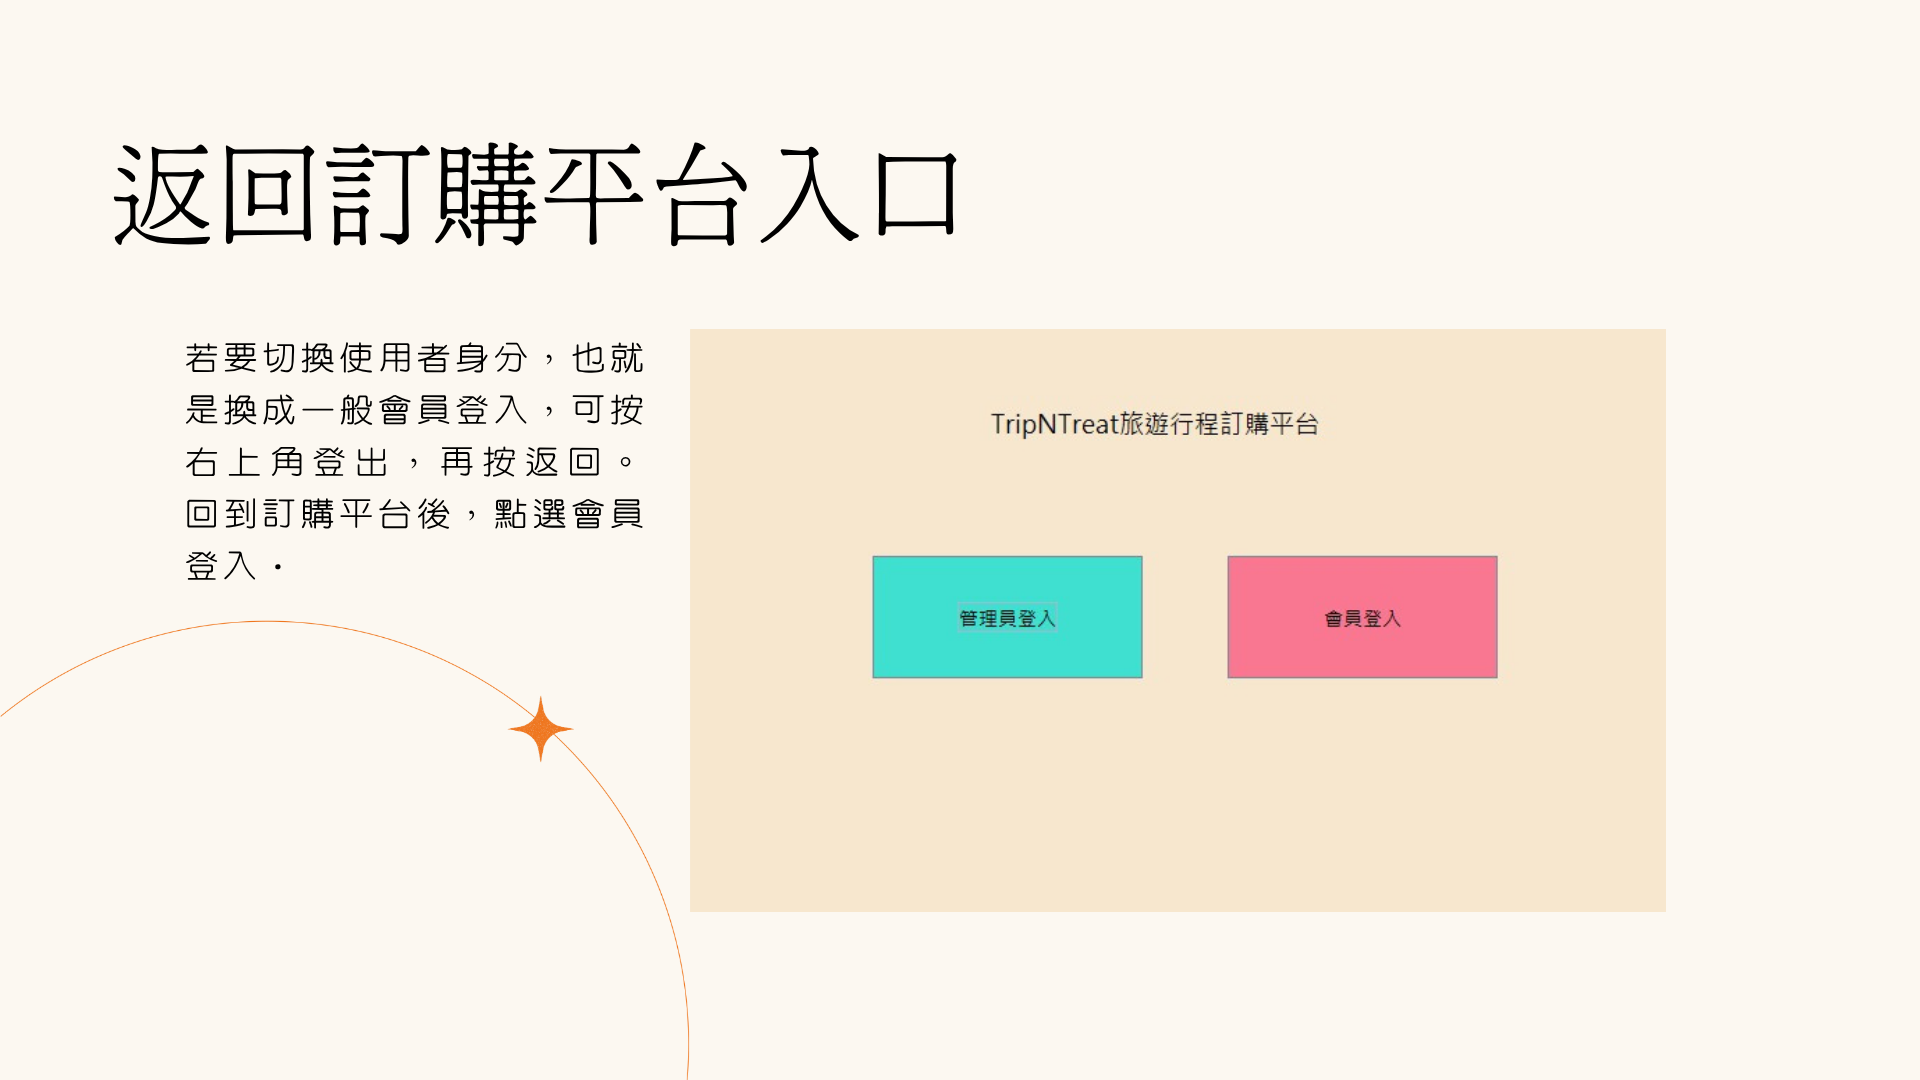 返回訂購平台入口
若要切換使用者身分，也就
是換成一般會員登入，可按
右上角登出，再按返回。
回到訂購平台後，點選會員
登入．
TripNTreat旅遊行程訂購平台
管理員登入
會員登入